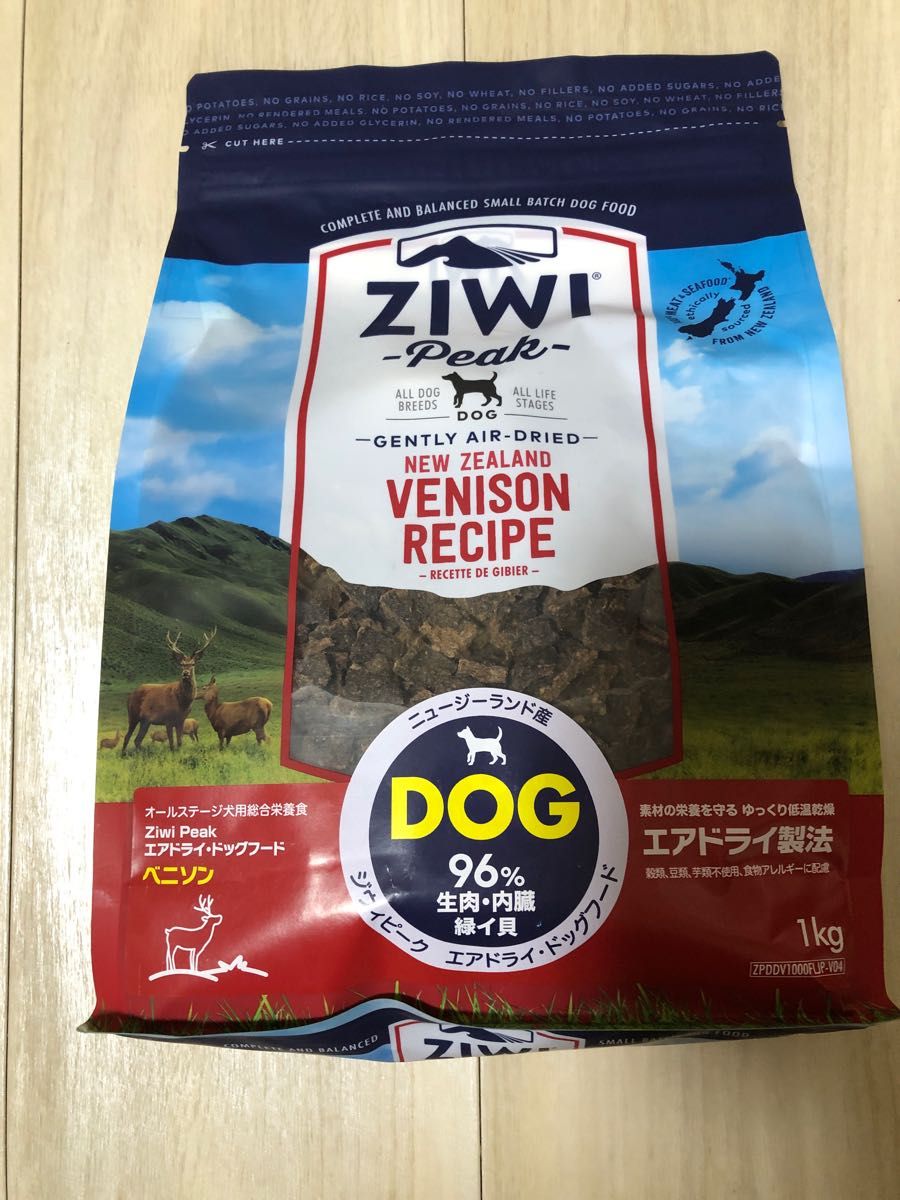 POTATOES, NO GRAINS, NO RICE, NO SOY, NO WHEAT, NO FILLERS, NO ADDED SUGARS, NO ADDE
YCERIN, NO RENDERED MEALS, NO POTATOES, NO GRAINS, NO RICE, NO SOY, NO WHEAT, NO FILLER
ADDED SUGARS, NO ADDED GLYCERIN, NO RENDERED MEALS, NO POTATOES, NO GRAINS, NO RIC
CUT HERE
COMPLETE AND BALANCED SMALL BATCH DOG FOOD
ZIWI®
-Peak-
MEAT & SEAFOOD
ethically sourced
FROM NEW ZEALAND
ALL DOG BREEDS
DOG
ALL LIFE STAGES
GENTLY AIR-DRIED
NEW ZEALAND
VENISON
RECIPE
- RECETTE DE GIBIER -
ニュージーランド産
DOG
96%
生肉・内臓
緑イ貝
ジウィピーク エアドライ・ドッグフード
オールステージ犬用総合栄養食
Ziwi Peak
エアドライ・ドッグフード
ベニソン
素材の栄養を守る ゆっくり低温乾燥
エアドライ製法
穀類、豆類、芋類不使用、食物アレルギーに配慮
1kg
ZPDDV1000FLJP-V04
COMPLETE AND BALANCED
ZIWI
SMALL BATCH DOG FOOD